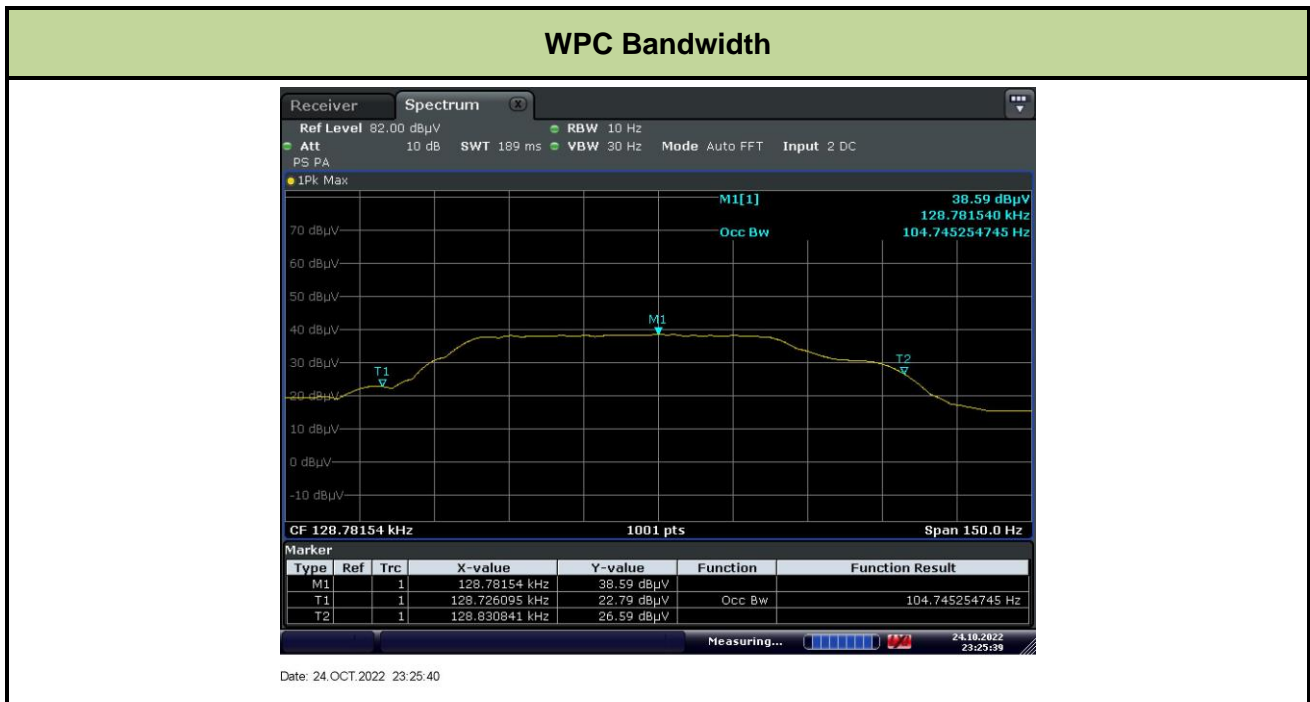 WPC Bandwidth
Receiver Spectrum
Ref Level 82.00 dBµV RBW 10 Hz
Att 10 dB SWT 189 ms VBW 30 Hz Mode Auto FFT Input 2 DC
PS PA
1Pk Max
M1[1] 38.59 dBµV
128.781540 kHz
70 dBµV
Occ Bw 104.745254745 Hz
60 dBµV
50 dBµV
M1
40 dBµV
30 dBµV
T1
T2
20 dBµV
10 dBµV
0 dBµV
-10 dBµV
CF 128.78154 kHz 1001 pts Span 150.0 Hz
Marker
Type Ref Trc X-value Y-value Function Function Result
M1 1 128.78154 kHz 38.59 dBµV
T1 1 128.726095 kHz 22.79 dBµV Occ Bw 104.745254745 Hz
T2 1 128.830841 kHz 26.59 dBµV
Measuring... 24.10.2022
23:25:39
Date: 24.OCT.2022 23:25:40